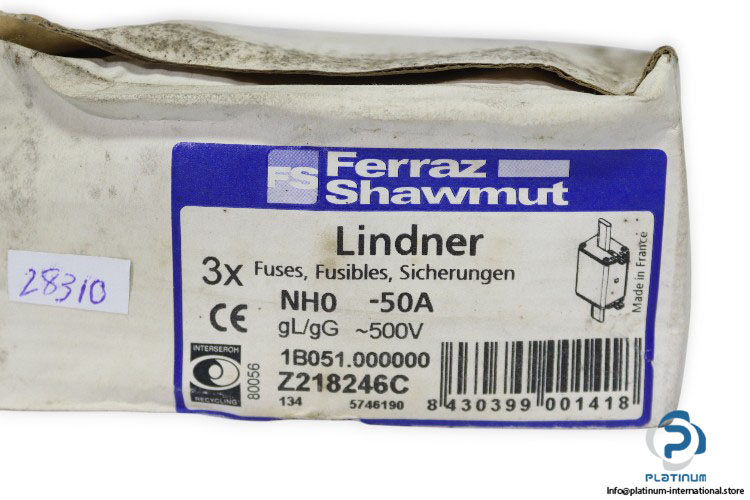 FS Ferraz
Shawmut
Lindner
3x Fuses, Fusibles, Sicherungen
NH0 -50A
CE gL/gG ~500V
Made in France
INTERSEROH
RECYCLING
80056
1B051.000000
Z218246C
134 5746190
8 430399 001418
28310
PLATINUM
Info@platinum-international.store